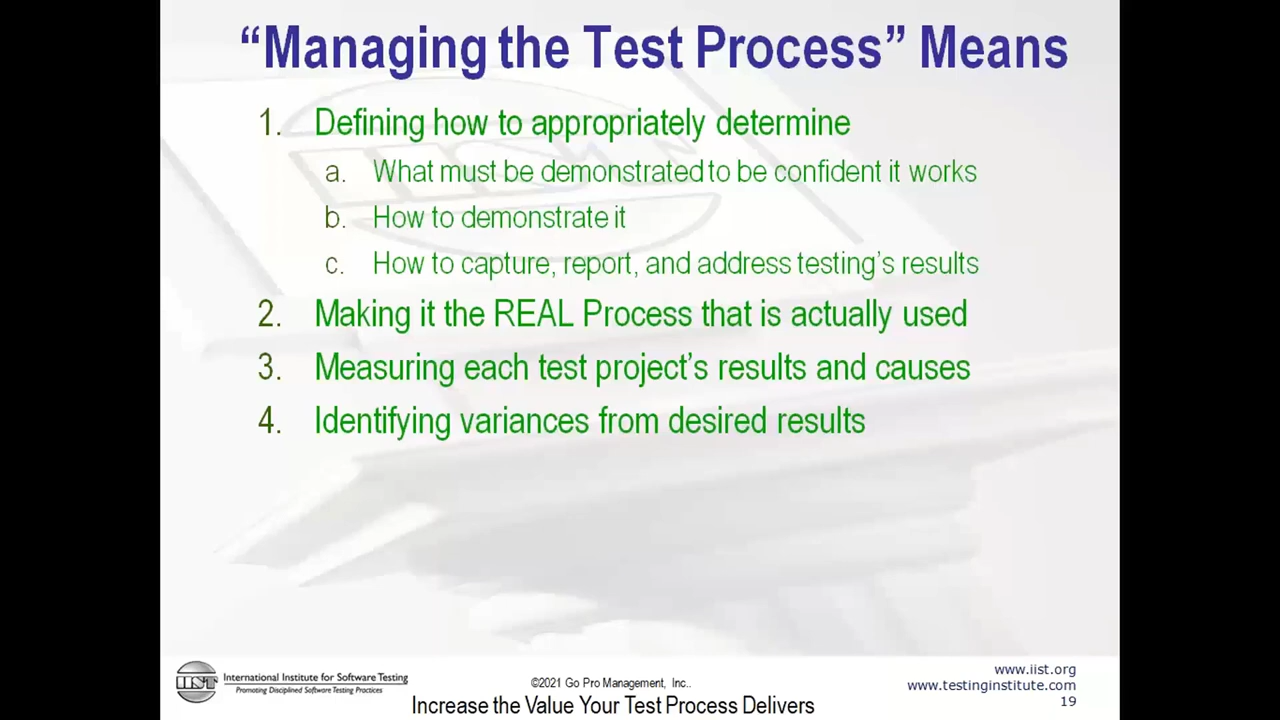 “Managing the Test Process” Means
1. Defining how to appropriately determine
a. What must be demonstrated to be confident it works
b. How to demonstrate it
c. How to capture, report, and address testing’s results
2. Making it the REAL Process that is actually used
3. Measuring each test project’s results and causes
4. Identifying variances from desired results
IIST
International Institute for Software Testing
Promoting Disciplined Software Testing Practices
©2021 Go Pro Management, Inc..
Increase the Value Your Test Process Delivers
www.iist.org
www.testinginstitute.com
19